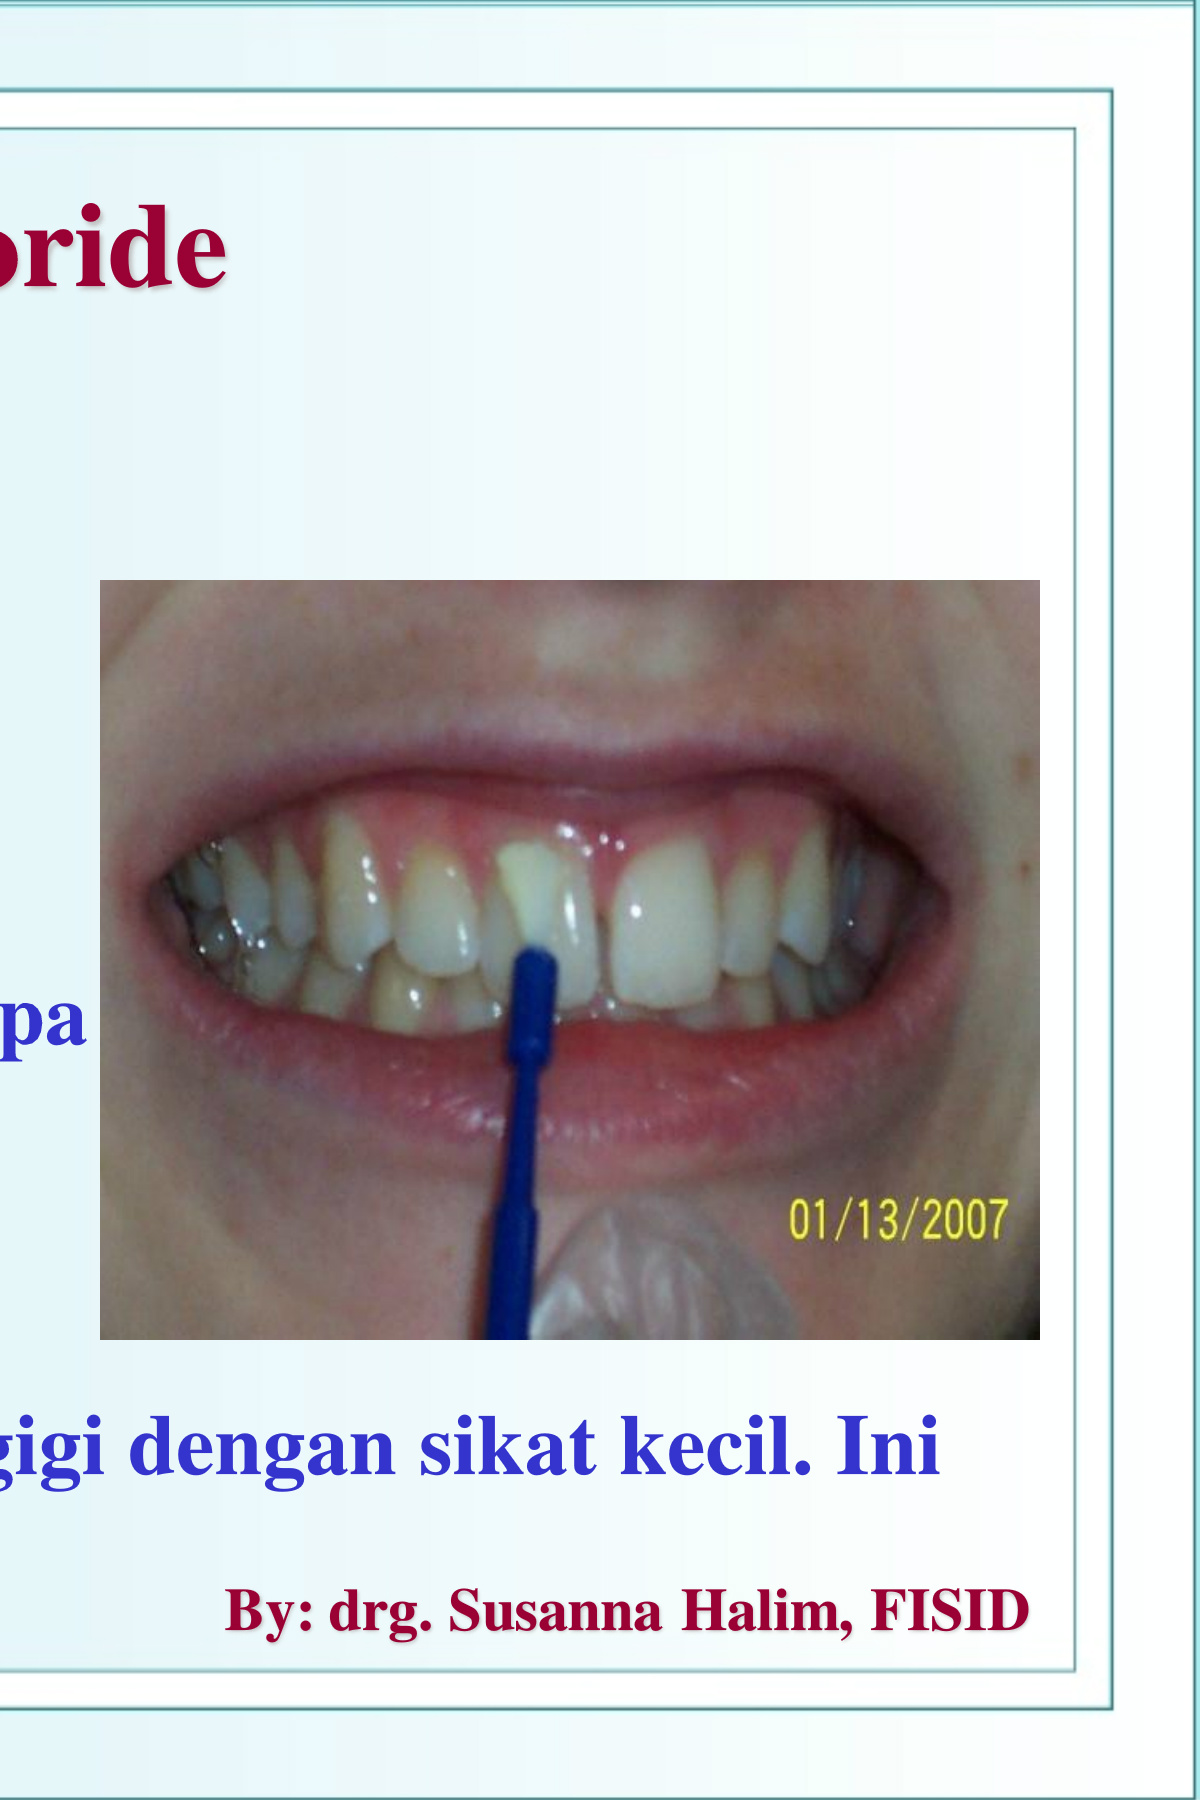 oride
pa
01/13/2007
gigi dengan sikat kecil. Ini
By: drg. Susanna Halim, FISID